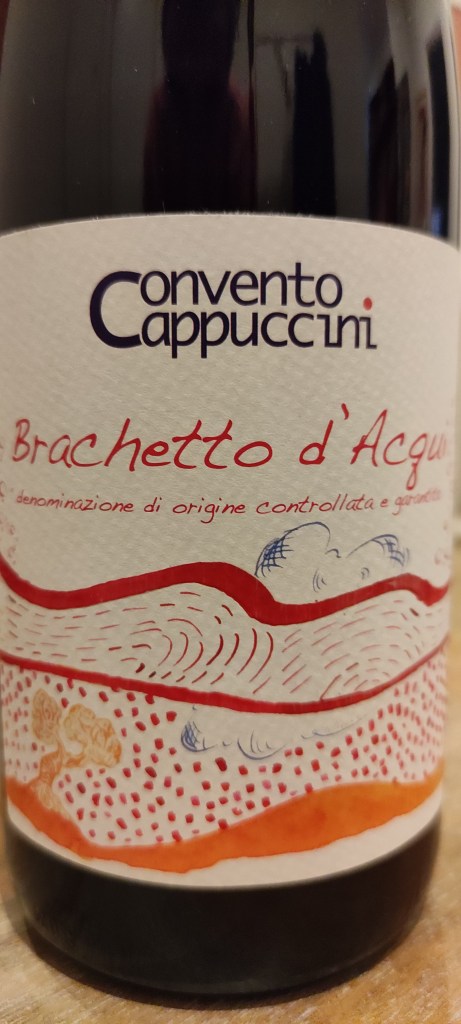 Convento
Cappuccini
Brachetto d'Acqui
denominazione di origine controllata e garantita